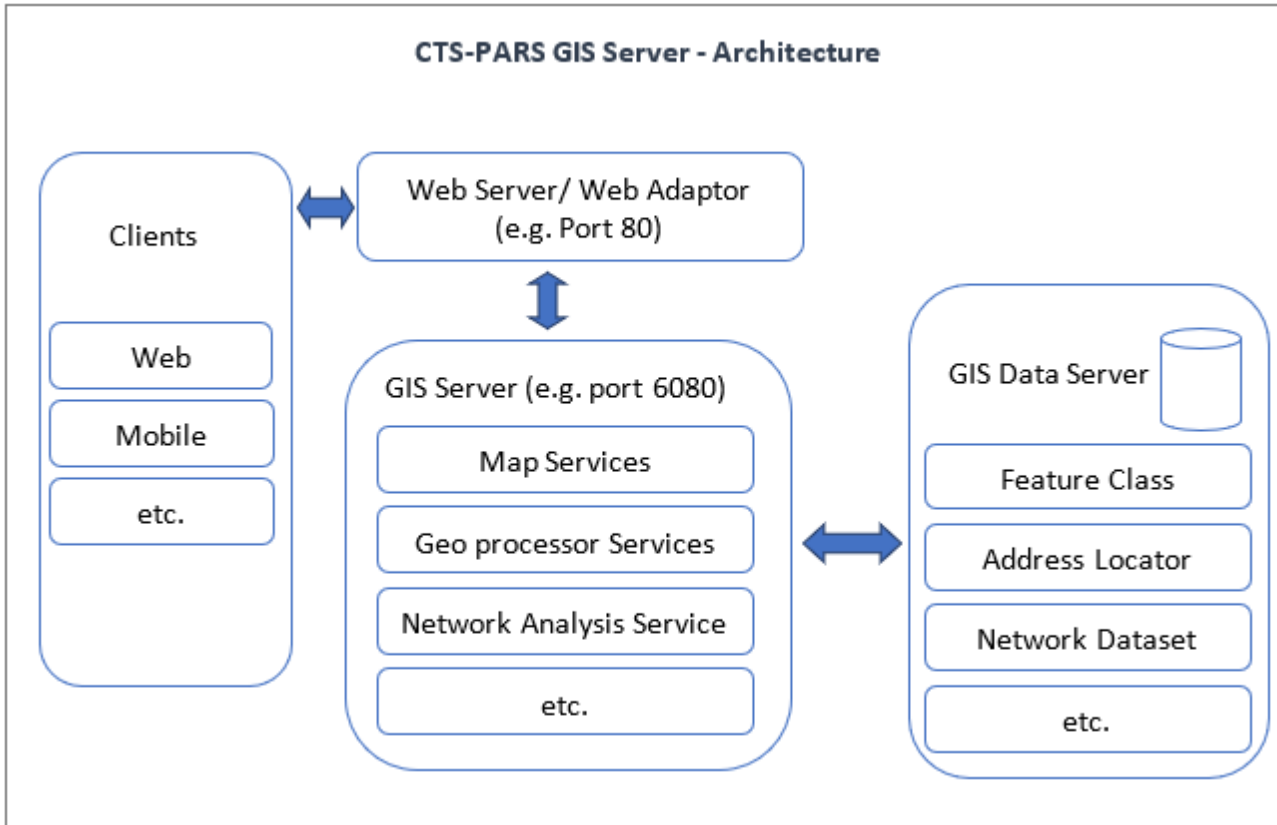 CTS-PARS GIS Server - Architecture
Clients
Web
Mobile
etc.
Web Server/ Web Adaptor
(e.g. Port 80)
GIS Server (e.g. port 6080)
Map Services
Geo processor Services
Network Analysis Service
etc.
GIS Data Server
Feature Class
Address Locator
Network Dataset
etc.